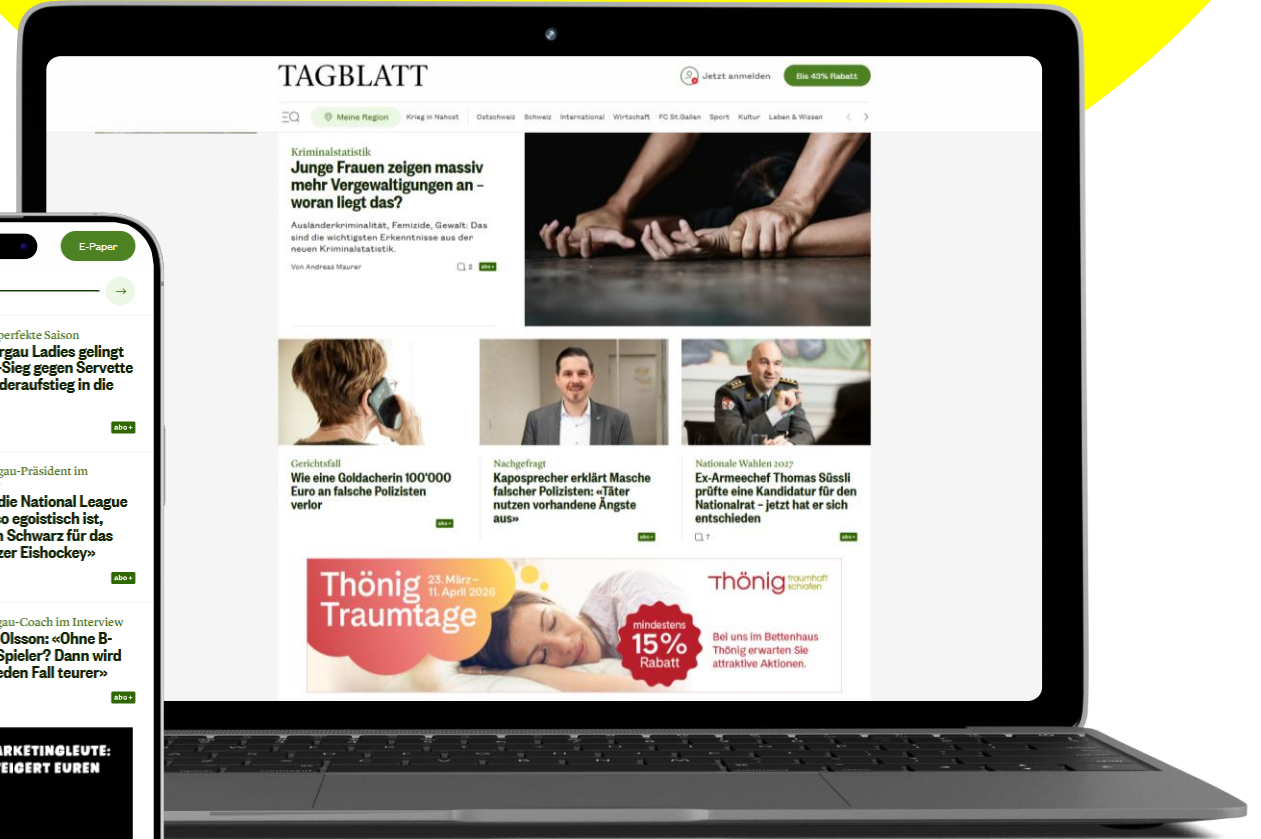 TAGBLATT
Jetzt anmelden
Bis 43% Rabatt
Meine Region
Krieg in Nahost
Ostschweiz
Schweiz
International
Wirtschaft
FC St.Gallen
Sport
Kultur
Leben & Wissen
Kriminalstatistik
Junge Frauen zeigen massiv
mehr Vergewaltigungen an –
woran liegt das?
Ausländerkriminalität, Femizide, Gewalt: Das
sind die wichtigsten Erkenntnisse aus der
neuen Kriminalstatistik.
Von Andreas Maurer
2
abo+
Gerichtsfall
Wie eine Goldacherin 100'000
Euro an falsche Polizisten
verlor
abo+
Nachgefragt
Kaposprecher erklärt Masche
falscher Polizisten: «Täter
nutzen vorhandene Ängste
aus»
abo+
Nationale Wahlen 2027
Ex-Armeechef Thomas Süssli
prüfte eine Kandidatur für den
Nationalrat – jetzt hat er sich
entschieden
7
abo+
Thönig
Traumtage
23. März –
11. April 2026
mindestens
15%
Rabatt
Thönig
traumhaft
schlafen
Bei uns im Bettenhaus
Thönig erwarten Sie
attraktive Aktionen.
E-Paper
perfekte Saison
rgau Ladies gelingt
-Sieg gegen Servette
deraufstieg in die
abo+
gau-Präsident im
die National League
o egoistisch ist,
h Schwarz für das
zer Eishockey»
abo+
gau-Coach im Interview
Olsson: «Ohne B-
Spieler? Dann wird
eden Fall teurer»
abo+
ARKETINGLEUTE:
TEIGERT EUREN